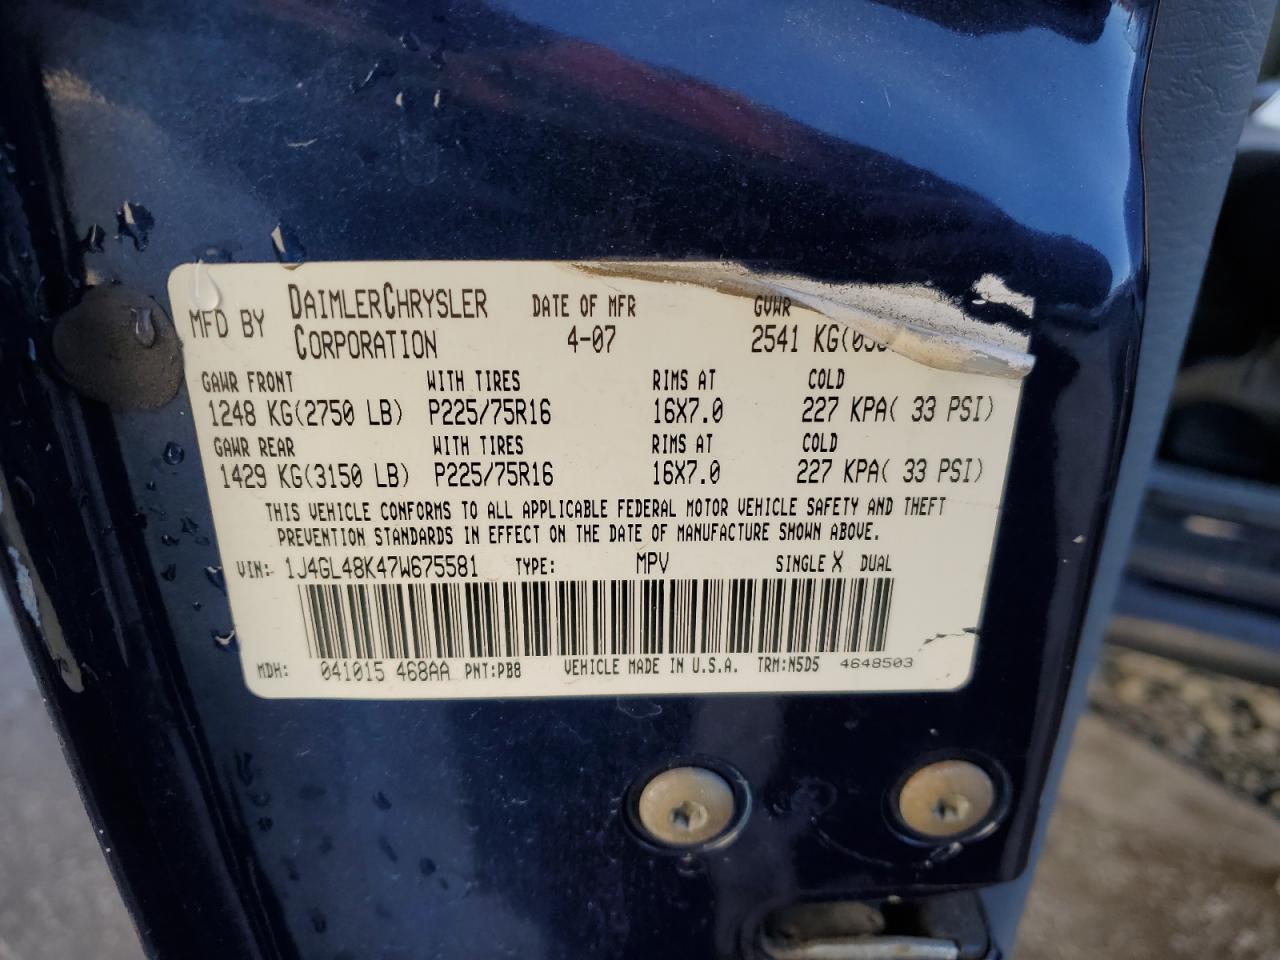 MFD BY DAIMLERCHRYSLER CORPORATION DATE OF MFR 4-07 GVWR 2541 KG
GAWR FRONT WITH TIRES RIMS AT COLD
1248 KG(2750 LB) P225/75R16 16X7.0 227 KPA( 33 PSI)
GAWR REAR WITH TIRES RIMS AT COLD
1429 KG(3150 LB) P225/75R16 16X7.0 227 KPA( 33 PSI)
THIS VEHICLE CONFORMS TO ALL APPLICABLE FEDERAL MOTOR VEHICLE SAFETY AND THEFT
PREVENTION STANDARDS IN EFFECT ON THE DATE OF MANUFACTURE SHOWN ABOVE.
VIN: 1J4GL48K47W675581 TYPE: MPV SINGLE X DUAL
MDH: 041015 468AA PNT:PB8 VEHICLE MADE IN U.S.A. TRM:N5D5 4648503